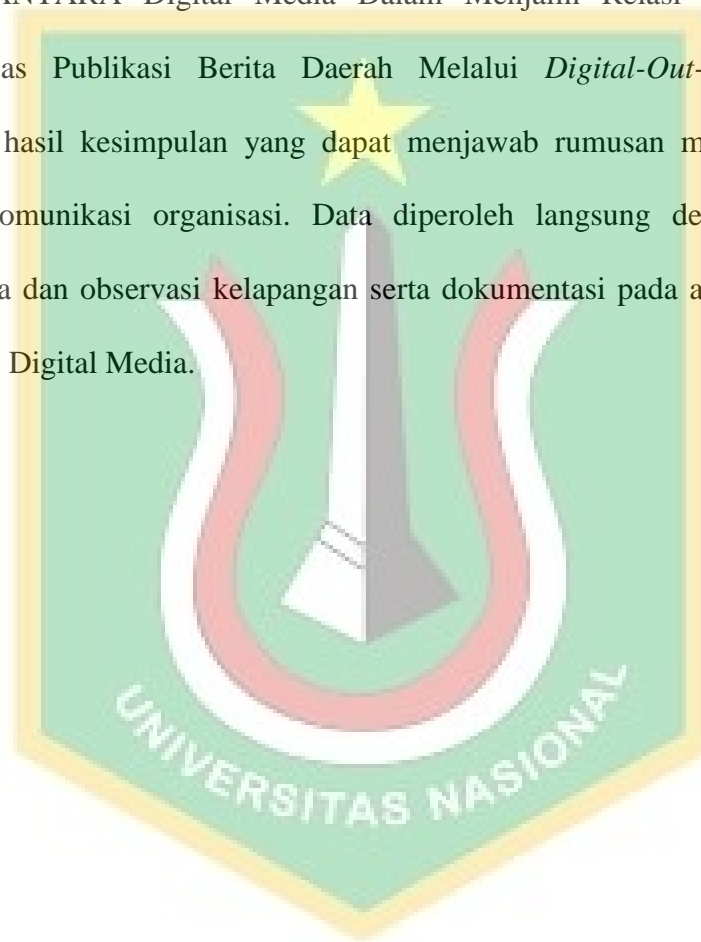 ANTARA Digital Media Dalam Menjalin Relasi
as Publikasi Berita Daerah Melalui Digital-Out-
hasil kesimpulan yang dapat menjawab rumusan m
omunikasi organisasi. Data diperoleh langsung de
a dan observasi kelapangan serta dokumentasi pada a
Digital Media.
UNIVERSITAS NASIONAL